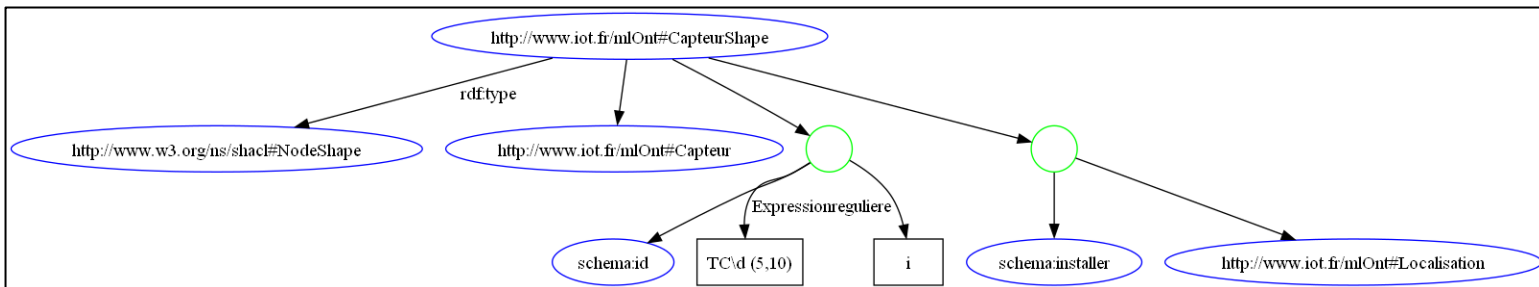 http://www.iot.fr/mlOnt#CapteurShape
rdf:type
http://www.w3.org/ns/shacl#NodeShape
http://www.iot.fr/mlOnt#Capteur
Expressionreguliere
schema:id
TC\d (5,10)
i
schema:installer
http://www.iot.fr/mlOnt#Localisation